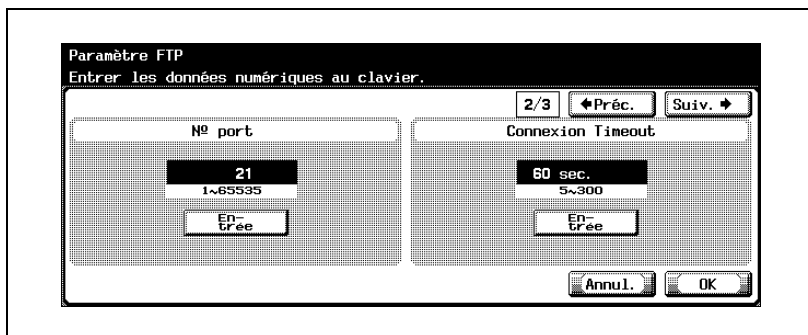 Paramètre FTP
Entrer les données numériques au clavier.
2/3 ←Préc. Suiv.→
Nº port
Connexion Timeout
21
1~65535
60 sec.
5~300
En-
trée
En-
trée
Annul. OK